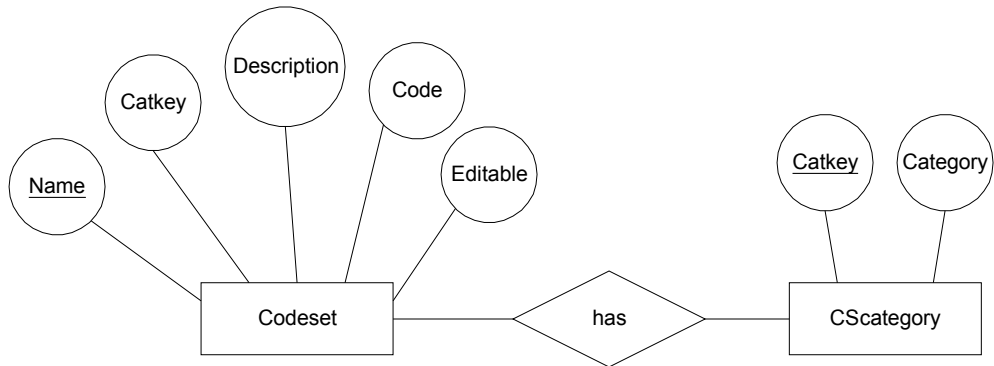 Description
Code
Catkey
Editable
Name
Catkey
Category
Codeset
has
CScategory